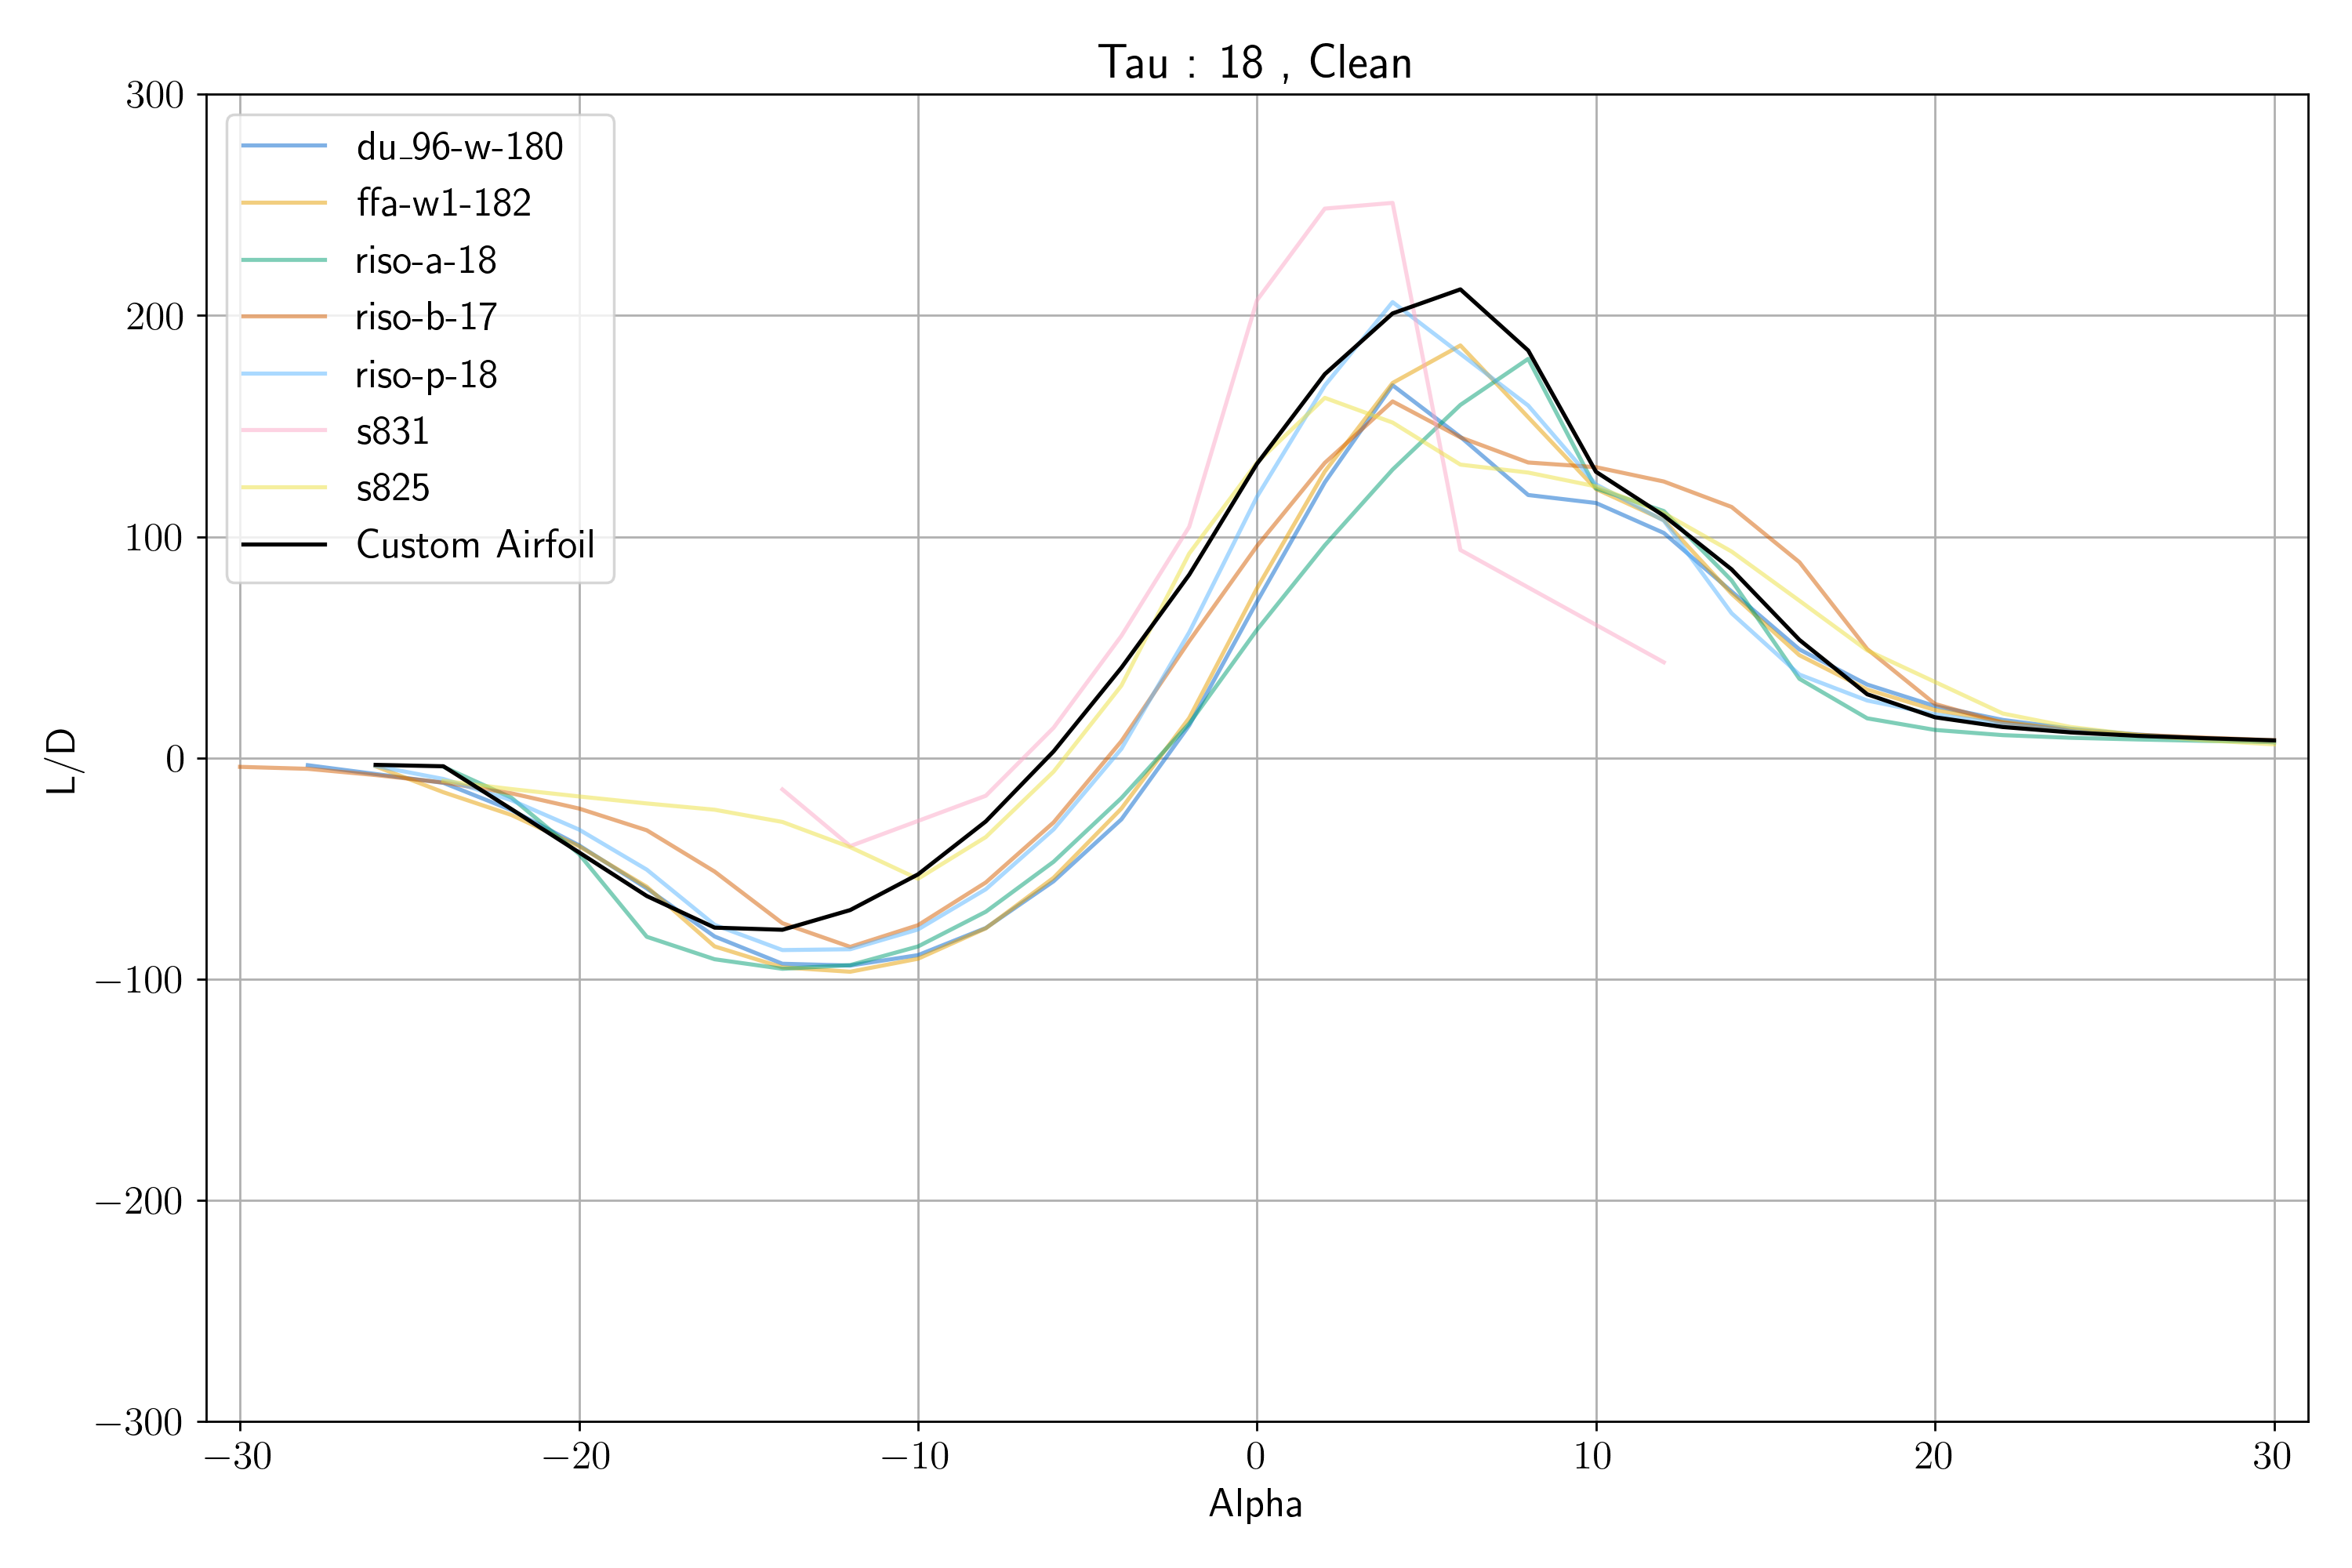 Tau : 18 , Clean
300
200
100
0
−100
−200
−300
L/D
du_96-w-180
ffa-w1-182
riso-a-18
riso-b-17
riso-p-18
s831
s825
Custom Airfoil
−30
−20
−10
0
10
20
30
Alpha